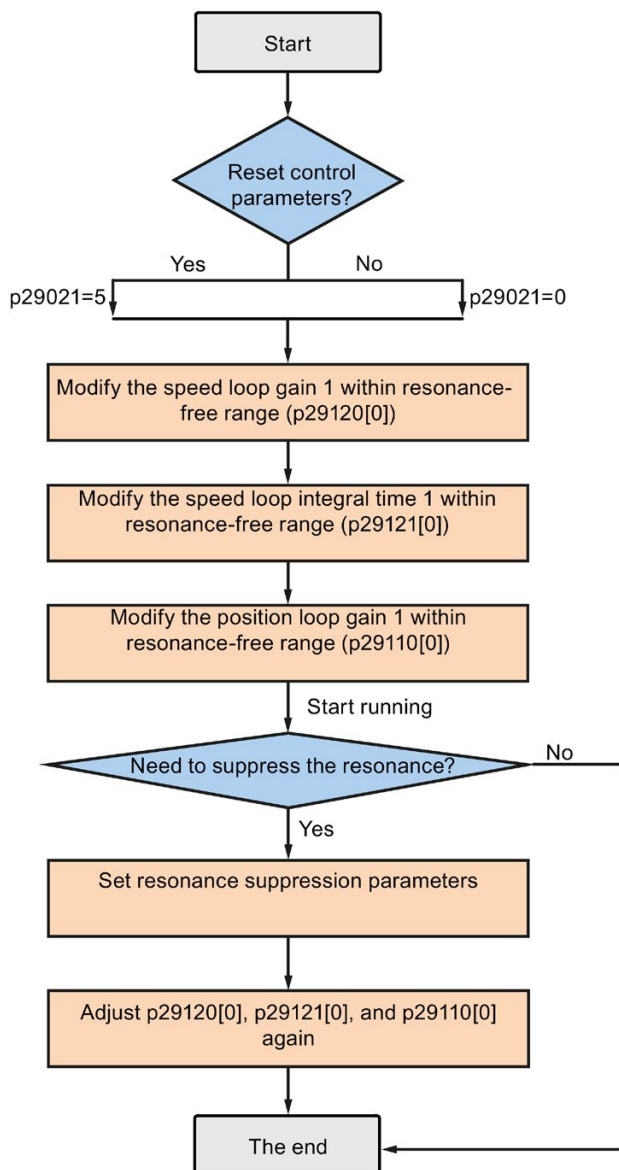 Start
Reset control
parameters?
Yes
No
p29021=5
p29021=0
Modify the speed loop gain 1 within resonance-
free range (p29120[0])
Modify the speed loop integral time 1 within
resonance-free range (p29121[0])
Modify the position loop gain 1 within
resonance-free range (p29110[0])
Start running
Need to suppress the resonance?
No
Yes
Set resonance suppression parameters
Adjust p29120[0], p29121[0], and p29110[0]
again
The end